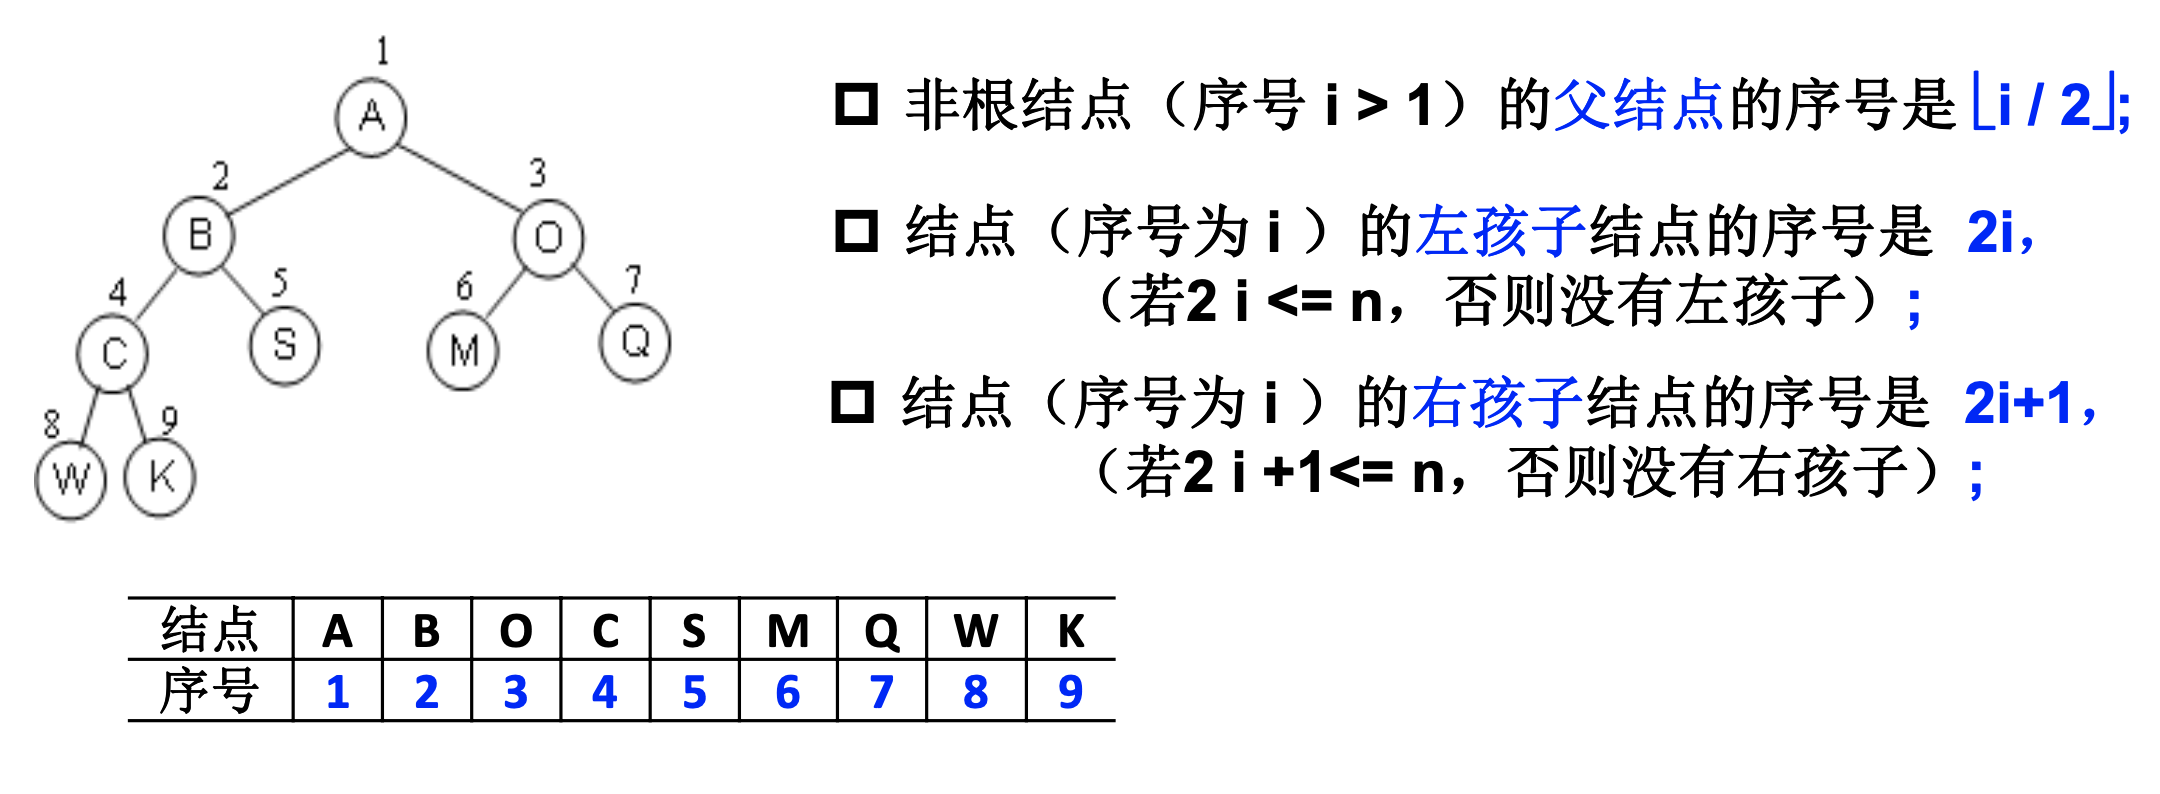 1
A
2
3
B
O
4
5
6
7
C
S
M
Q
8
9
W
K
非根结点（序号 i > 1）的父结点的序号是⌊i / 2⌋;
结点（序号为 i ）的左孩子结点的序号是 2i，
（若2 i <= n，否则没有左孩子）;
结点（序号为 i ）的右孩子结点的序号是 2i+1，
（若2 i +1<= n，否则没有右孩子）;
结点 A B O C S M Q W K
序号 1 2 3 4 5 6 7 8 9